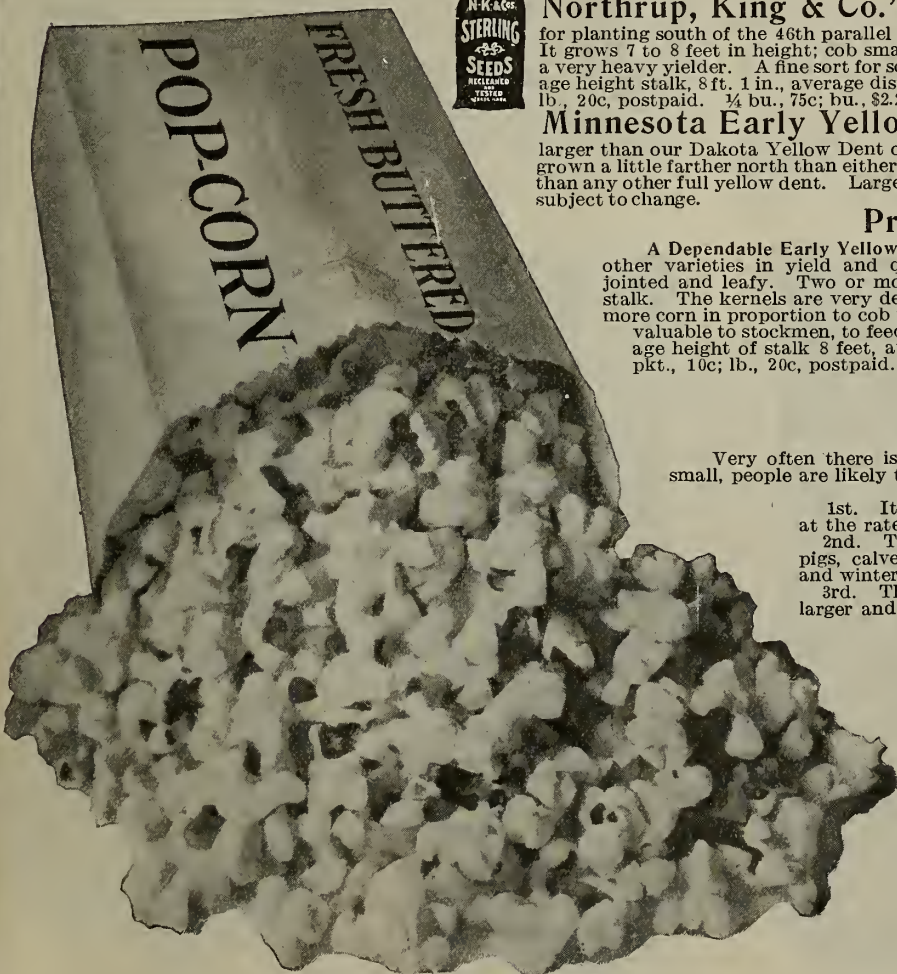 N-K-&Cos.
STERLING
SEEDS
RECLEANED
AND
TESTED
Northrup, King & Co.'
for planting south of the 46th parallel
It grows 7 to 8 feet in height; cob sma
a very heavy yielder. A fine sort for s
age height stalk, 8 ft. 1 in., average dis
lb., 20c, postpaid. ¼ bu., 75c; bu., $2.
Minnesota Early Yello
larger than our Dakota Yellow Dent
grown a little farther north than either
than any other full yellow dent. Large
subject to change.
Pr
A Dependable Early Yellow
other varieties in yield and
jointed and leafy. Two or mo
stalk. The kernels are very de
more corn in proportion to cob
valuable to stockmen, to feed
age height of stalk 8 feet, a
pkt., 10c; lb., 20c, postpaid.
Very often there is
small, people are likely t
1st. It
at the rate
2nd. T
pigs, calve
and winter
3rd. Th
larger and
FRESH BUTTERED
POP-CORN